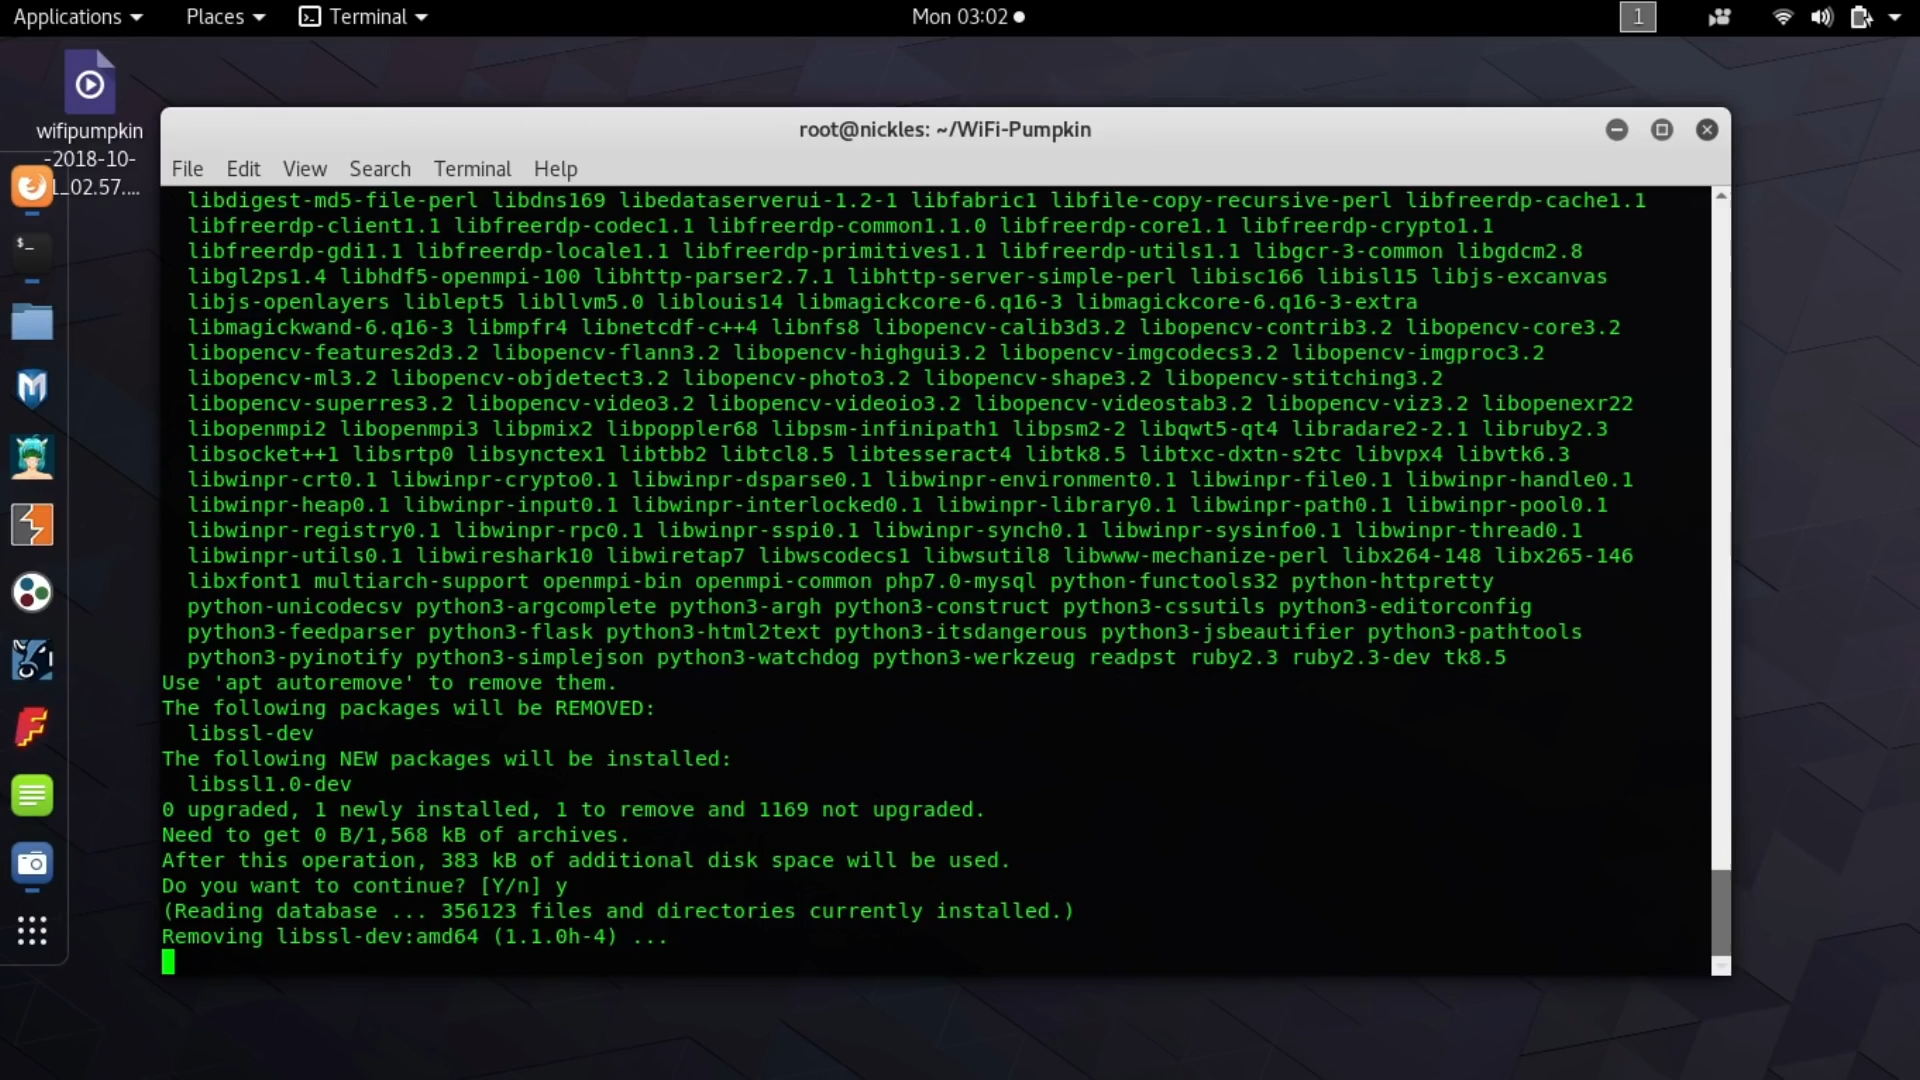 Applications Places Terminal Mon 03:02 1
wifipumpkin
-2018-10-
1_02.57....
root@nickles: ~/WiFi-Pumpkin
File Edit View Search Terminal Help
libdigest-md5-file-perl libdns169 libedataserverui-1.2-1 libfabric1 libfile-copy-recursive-perl libfreerdp-cache1.1
libfreerdp-client1.1 libfreerdp-codec1.1 libfreerdp-common1.1.0 libfreerdp-core1.1 libfreerdp-crypto1.1
libfreerdp-gdi1.1 libfreerdp-locale1.1 libfreerdp-primitives1.1 libfreerdp-utils1.1 libgcr-3-common libgdcm2.8
libgl2ps1.4 libhdf5-openmpi-100 libhttp-parser2.7.1 libhttp-server-simple-perl libisc166 libisl15 libjs-excanvas
libjs-openlayers liblept5 libllvm5.0 liblouis14 libmagickcore-6.q16-3 libmagickcore-6.q16-3-extra
libmagickwand-6.q16-3 libmpfr4 libnetcdf-c++4 libnfs8 libopencv-calib3d3.2 libopencv-contrib3.2 libopencv-core3.2
libopencv-features2d3.2 libopencv-flann3.2 libopencv-highgui3.2 libopencv-imgcodecs3.2 libopencv-imgproc3.2
libopencv-ml3.2 libopencv-objdetect3.2 libopencv-photo3.2 libopencv-shape3.2 libopencv-stitching3.2
libopencv-superres3.2 libopencv-video3.2 libopencv-videoio3.2 libopencv-videostab3.2 libopencv-viz3.2 libopenexr22
libopenmpi2 libopenmpi3 libpmix2 libpoppler68 libpsm-infinipath1 libpsm2-2 libqwt5-qt4 libradare2-2.1 libruby2.3
libsocket++1 libsrtp0 libsynctex1 libtbb2 libtcl8.5 libtesseract4 libtk8.5 libtxc-dxtn-s2tc libvpx4 libvtk6.3
libwinpr-crt0.1 libwinpr-crypto0.1 libwinpr-dsparse0.1 libwinpr-environment0.1 libwinpr-file0.1 libwinpr-handle0.1
libwinpr-heap0.1 libwinpr-input0.1 libwinpr-interlocked0.1 libwinpr-library0.1 libwinpr-path0.1 libwinpr-pool0.1
libwinpr-registry0.1 libwinpr-rpc0.1 libwinpr-sspi0.1 libwinpr-synch0.1 libwinpr-sysinfo0.1 libwinpr-thread0.1
libwinpr-utils0.1 libwireshark10 libwiretap7 libwscodecs1 libwsutil8 libwww-mechanize-perl libx264-148 libx265-146
libxfont1 multiarch-support openmpi-bin openmpi-common php7.0-mysql python-functools32 python-httpretty
python-unicodecsv python3-argcomplete python3-argh python3-construct python3-cssutils python3-editorconfig
python3-feedparser python3-flask python3-html2text python3-itsdangerous python3-jsbeautifier python3-pathtools
python3-pyinotify python3-simplejson python3-watchdog python3-werkzeug readpst ruby2.3 ruby2.3-dev tk8.5
Use 'apt autoremove' to remove them.
The following packages will be REMOVED:
libssl-dev
The following NEW packages will be installed:
libssl1.0-dev
0 upgraded, 1 newly installed, 1 to remove and 1169 not upgraded.
Need to get 0 B/1,568 kB of archives.
After this operation, 383 kB of additional disk space will be used.
Do you want to continue? [Y/n] y
(Reading database ... 356123 files and directories currently installed.)
Removing libssl-dev:amd64 (1.1.0h-4) ...